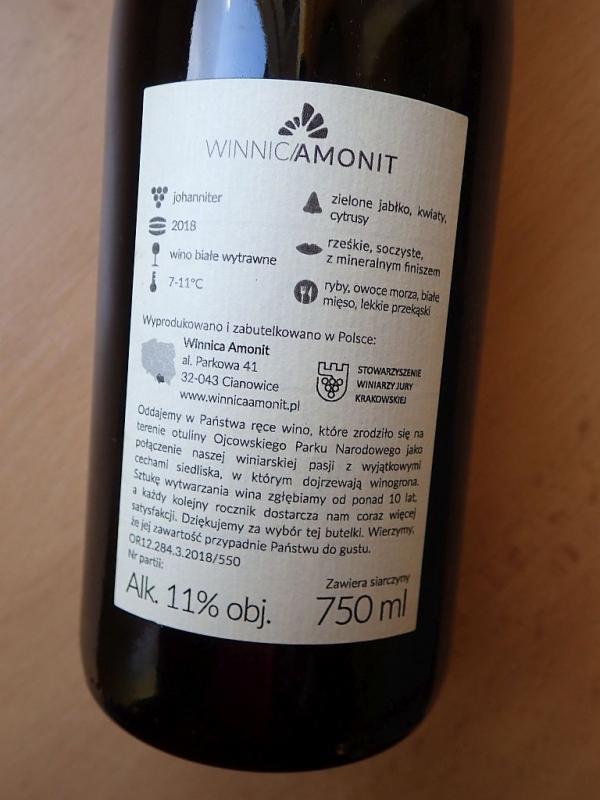 WINNICA/AMONIT
johanniter
2018
wino białe wytrawne
7-11°C
zielone jabłko, kwiaty,
cytrusy
rześkie, soczyste,
z mineralnym finiszem
ryby, owoce morza, białe
mięso, lekkie przekąski
Wyprodukowano i zabutelkowano w Polsce:
Winnica Amonit
al. Parkowa 41
32-043 Cianowice
www.winnicaamonit.pl
STOWARZYSZENIE
WINIARZY JURY
KRAKOWSKIEJ
Oddajemy w Państwa ręce wino, które zrodziło się na
terenie otuliny Ojcowskiego Parku Narodowego jako
połączenie naszej winiarskiej pasji z wyjątkowymi
cechami siedliska, w którym dojrzewają winogrona.
Sztukę wytwarzania wina zgłębiamy od ponad 10 lat,
a każdy kolejny rocznik dostarcza nam coraz więcej
satysfakcji. Dziękujemy za wybór tej butelki. Wierzymy,
że jej zawartość przypadnie Państwu do gustu.
OR12.284.3.2018/550
Nr partii:
Zawiera siarczyny
Alk. 11% obj.
750 ml